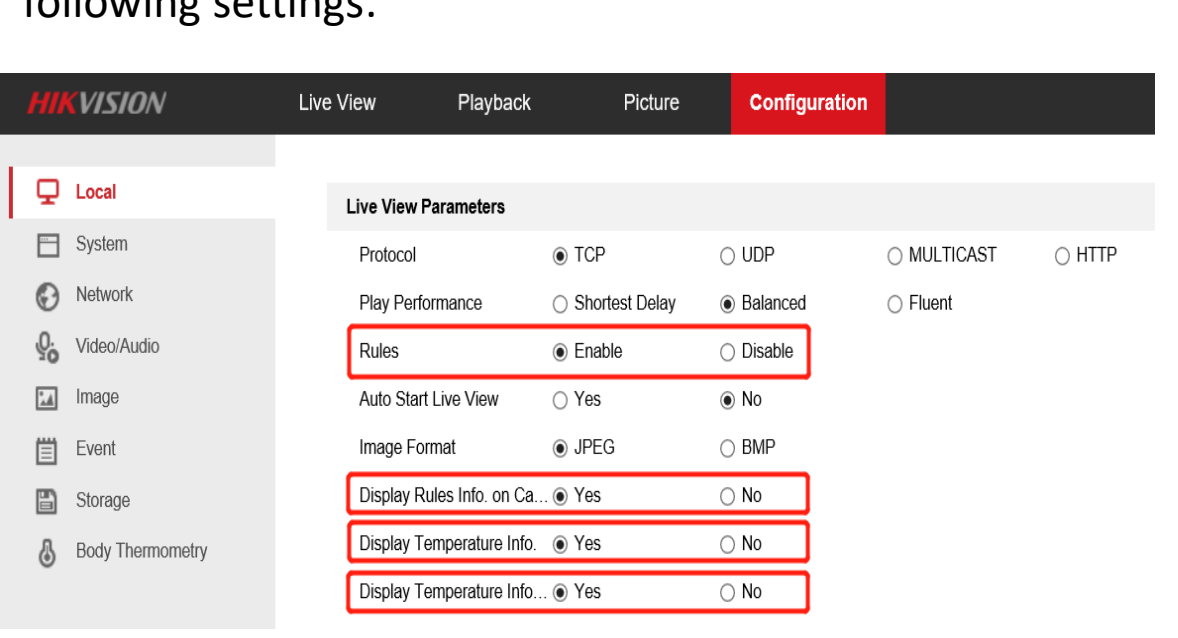 following settings:
HIKVISION Live View Playback Picture Configuration
Local
System
Network
Video/Audio
Image
Event
Storage
Body Thermometry
Live View Parameters
Protocol TCP UDP MULTICAST HTTP
Play Performance Shortest Delay Balanced Fluent
Rules Enable Disable
Auto Start Live View Yes No
Image Format JPEG BMP
Display Rules Info. on Ca... Yes No
Display Temperature Info. Yes No
Display Temperature Info... Yes No